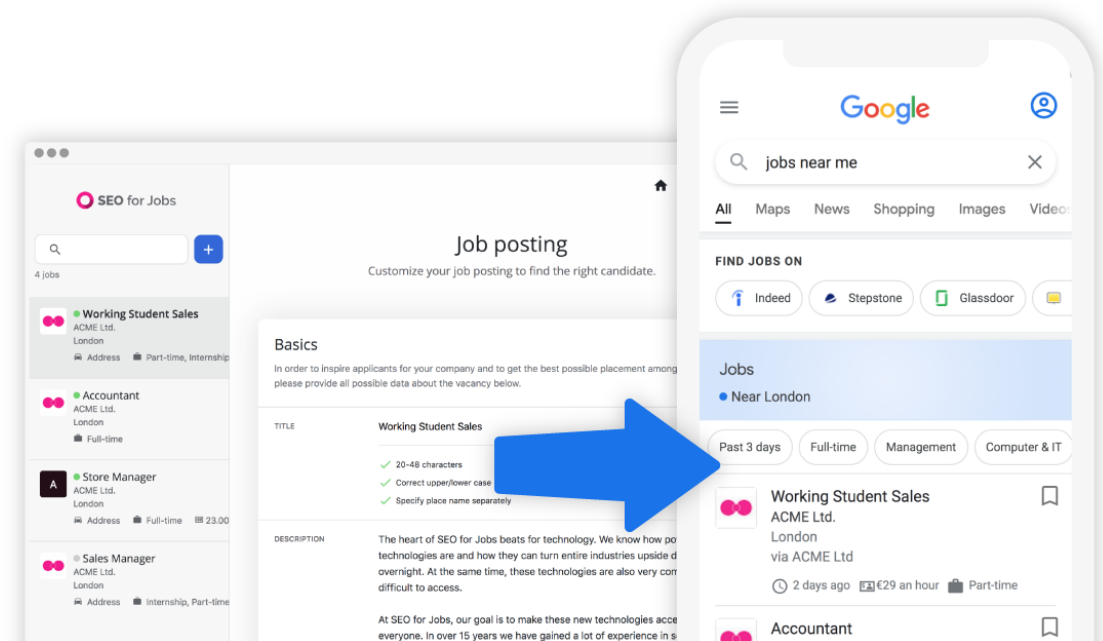 SEO for Jobs
4 jobs
Working Student Sales
ACME Ltd.
London
Address Part-time, Internship
Accountant
ACME Ltd.
London
Full-time
A
Store Manager
ACME Ltd.
London
Address Full-time 23.00
Sales Manager
ACME Ltd.
London
Address Internship, Part-time
Job posting
Customize your job posting to find the right candidate.
Basics
In order to inspire applicants for your company and to get the best possible placement among
please provide all possible data about the vacancy below.
TITLE
Working Student Sales
20-48 characters
Correct upper/lower case
Specify place name separately
DESCRIPTION
The heart of SEO for Jobs beats for technology. We know how
technologies are and how they can turn entire industries upside
overnight. At the same time, these technologies are also very
difficult to access.
At SEO for Jobs, our goal is to make these new technologies
everyone. In over 15 years we have gained a lot of experience in
Google
jobs near me
All Maps News Shopping Images Videos
FIND JOBS ON
Indeed Stepstone Glassdoor
Jobs
Near London
Past 3 days Full-time Management Computer & IT
Working Student Sales
ACME Ltd.
London
via ACME Ltd
2 days ago €29 an hour Part-time
Accountant